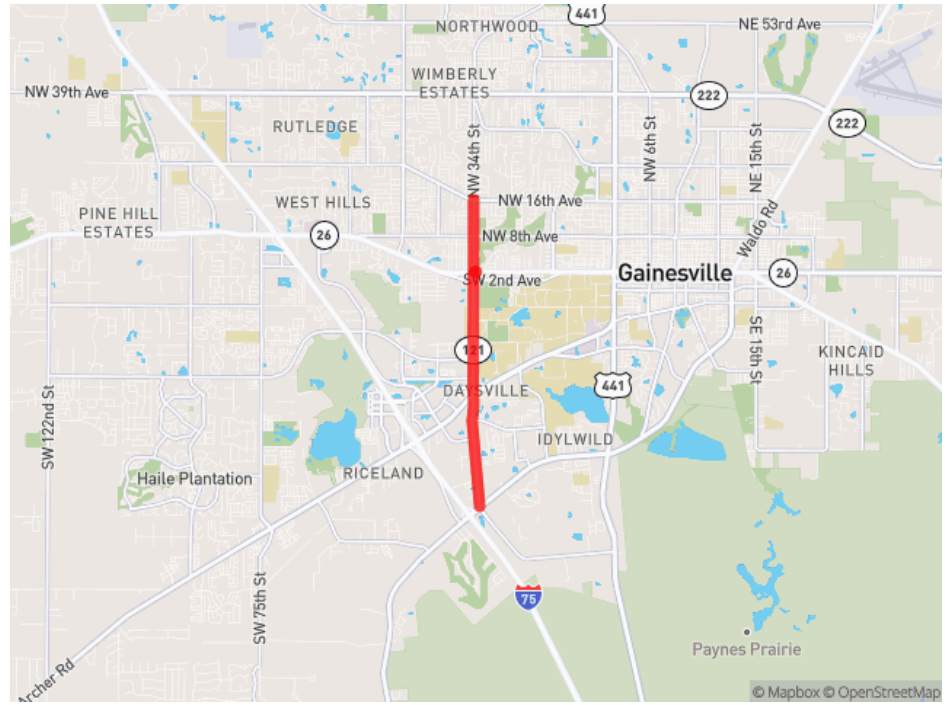 441
NORTHWOOD
NE 53rd Ave
WIMBERLY
ESTATES
NW 39th Ave
222
222
RUTLEDGE
NW 34th St
NW 6th St
NE 15th St
WEST HILLS
NW 16th Ave
PINE HILL
ESTATES
26
NW 8th Ave
Waldo Rd
SW 2nd Ave
Gainesville
26
121
SE 15th St
KINCAID
HILLS
DAYSVILLE
441
SW 122nd St
IDYLWILD
RICELAND
Haile Plantation
SW 75th St
75
Paynes Prairie
Archer Rd
© Mapbox © OpenStreetMap